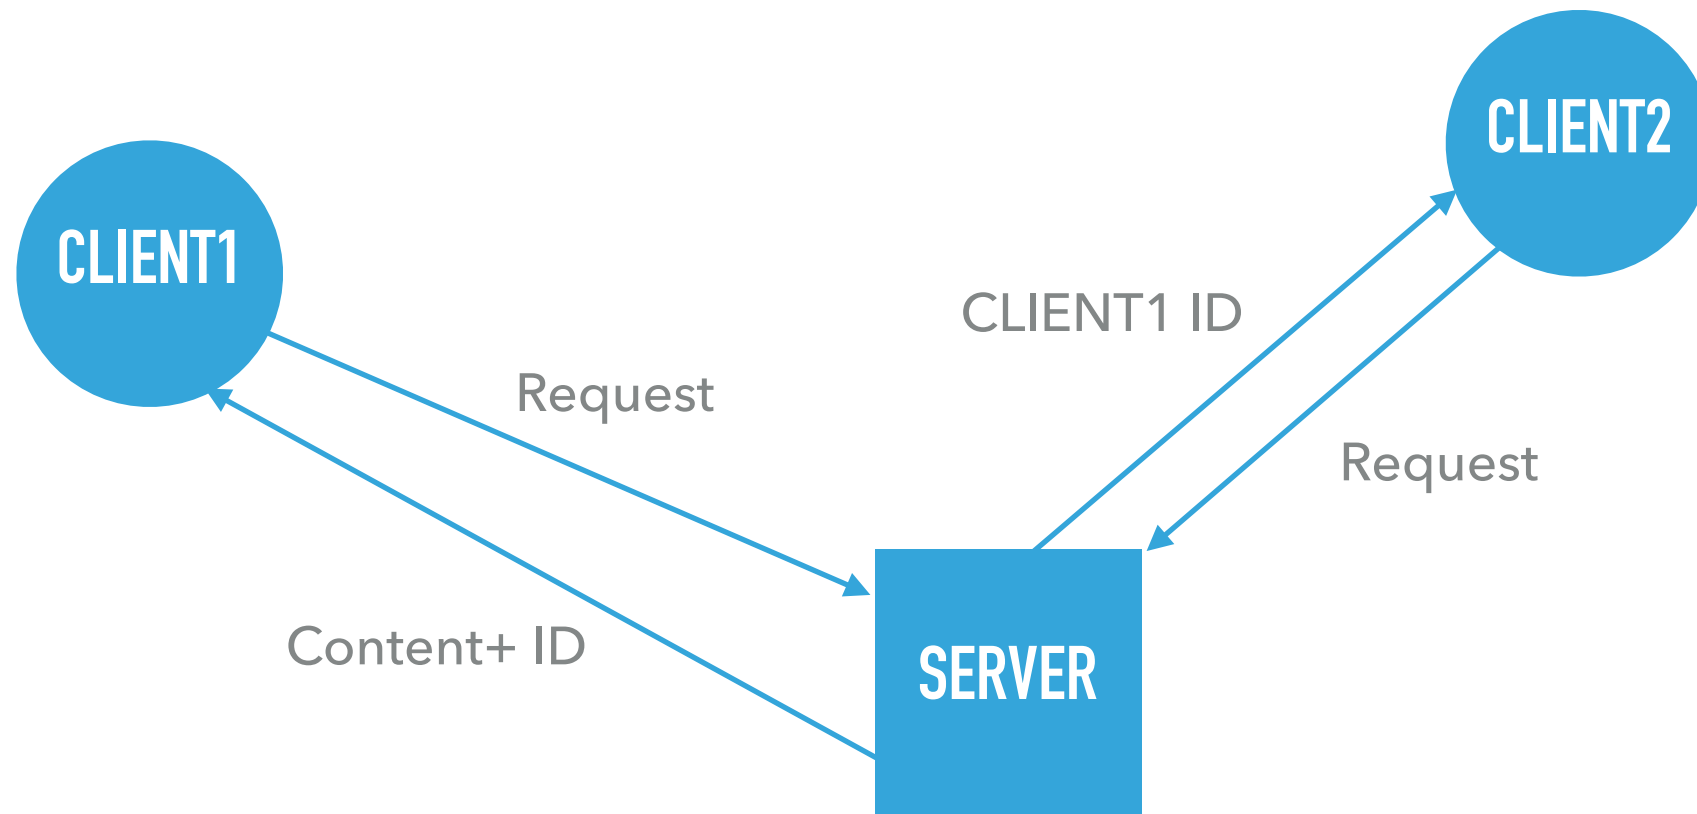 CLIENT2
CLIENT1
CLIENT1 ID
Request
Request
Content+ ID
SERVER